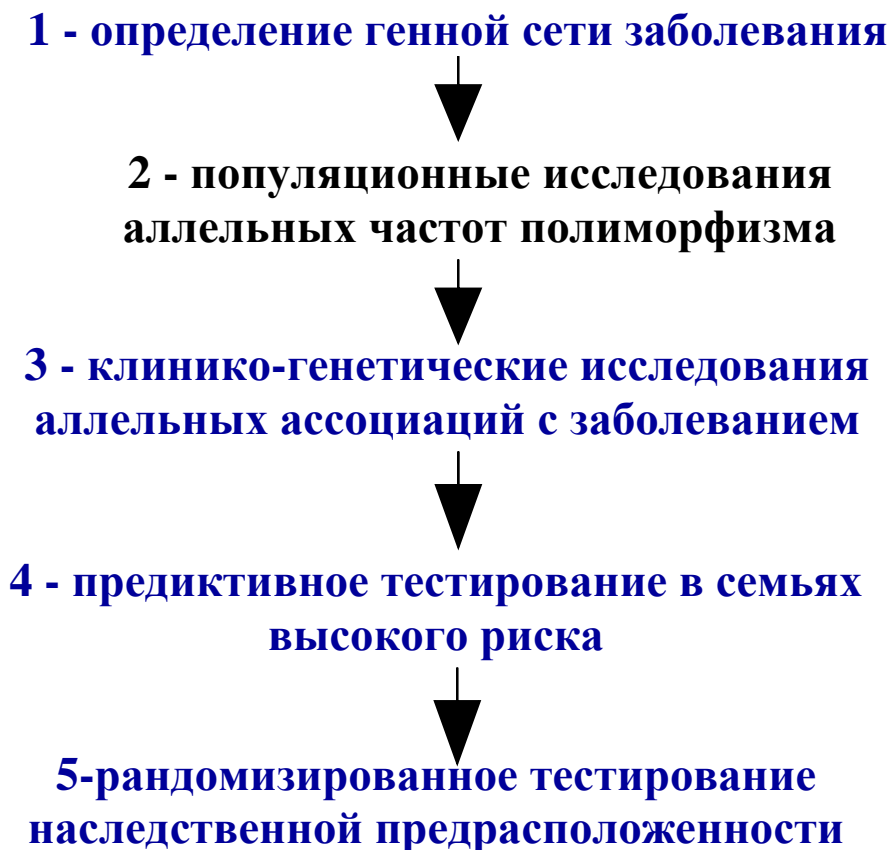 1 - определение генной сети заболевания
2 - популяционные исследования
аллельных частот полиморфизма
3 - клинико-генетические исследования
аллельных ассоциаций с заболеванием
4 - предиктивное тестирование в семьях
высокого риска
5-рандомизированное тестирование
наследственной предрасположенности